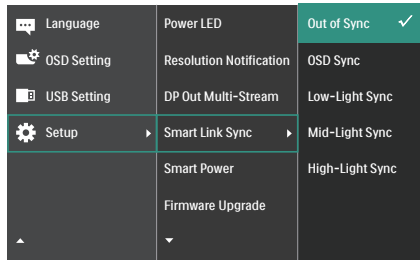 Language
OSD Setting
USB Setting
Setup
Power LED
Resolution Notification
DP Out Multi-Stream
Smart Link Sync
Smart Power
Firmware Upgrade
Out of Sync
OSD Sync
Low-Light Sync
Mid-Light Sync
High-Light Sync